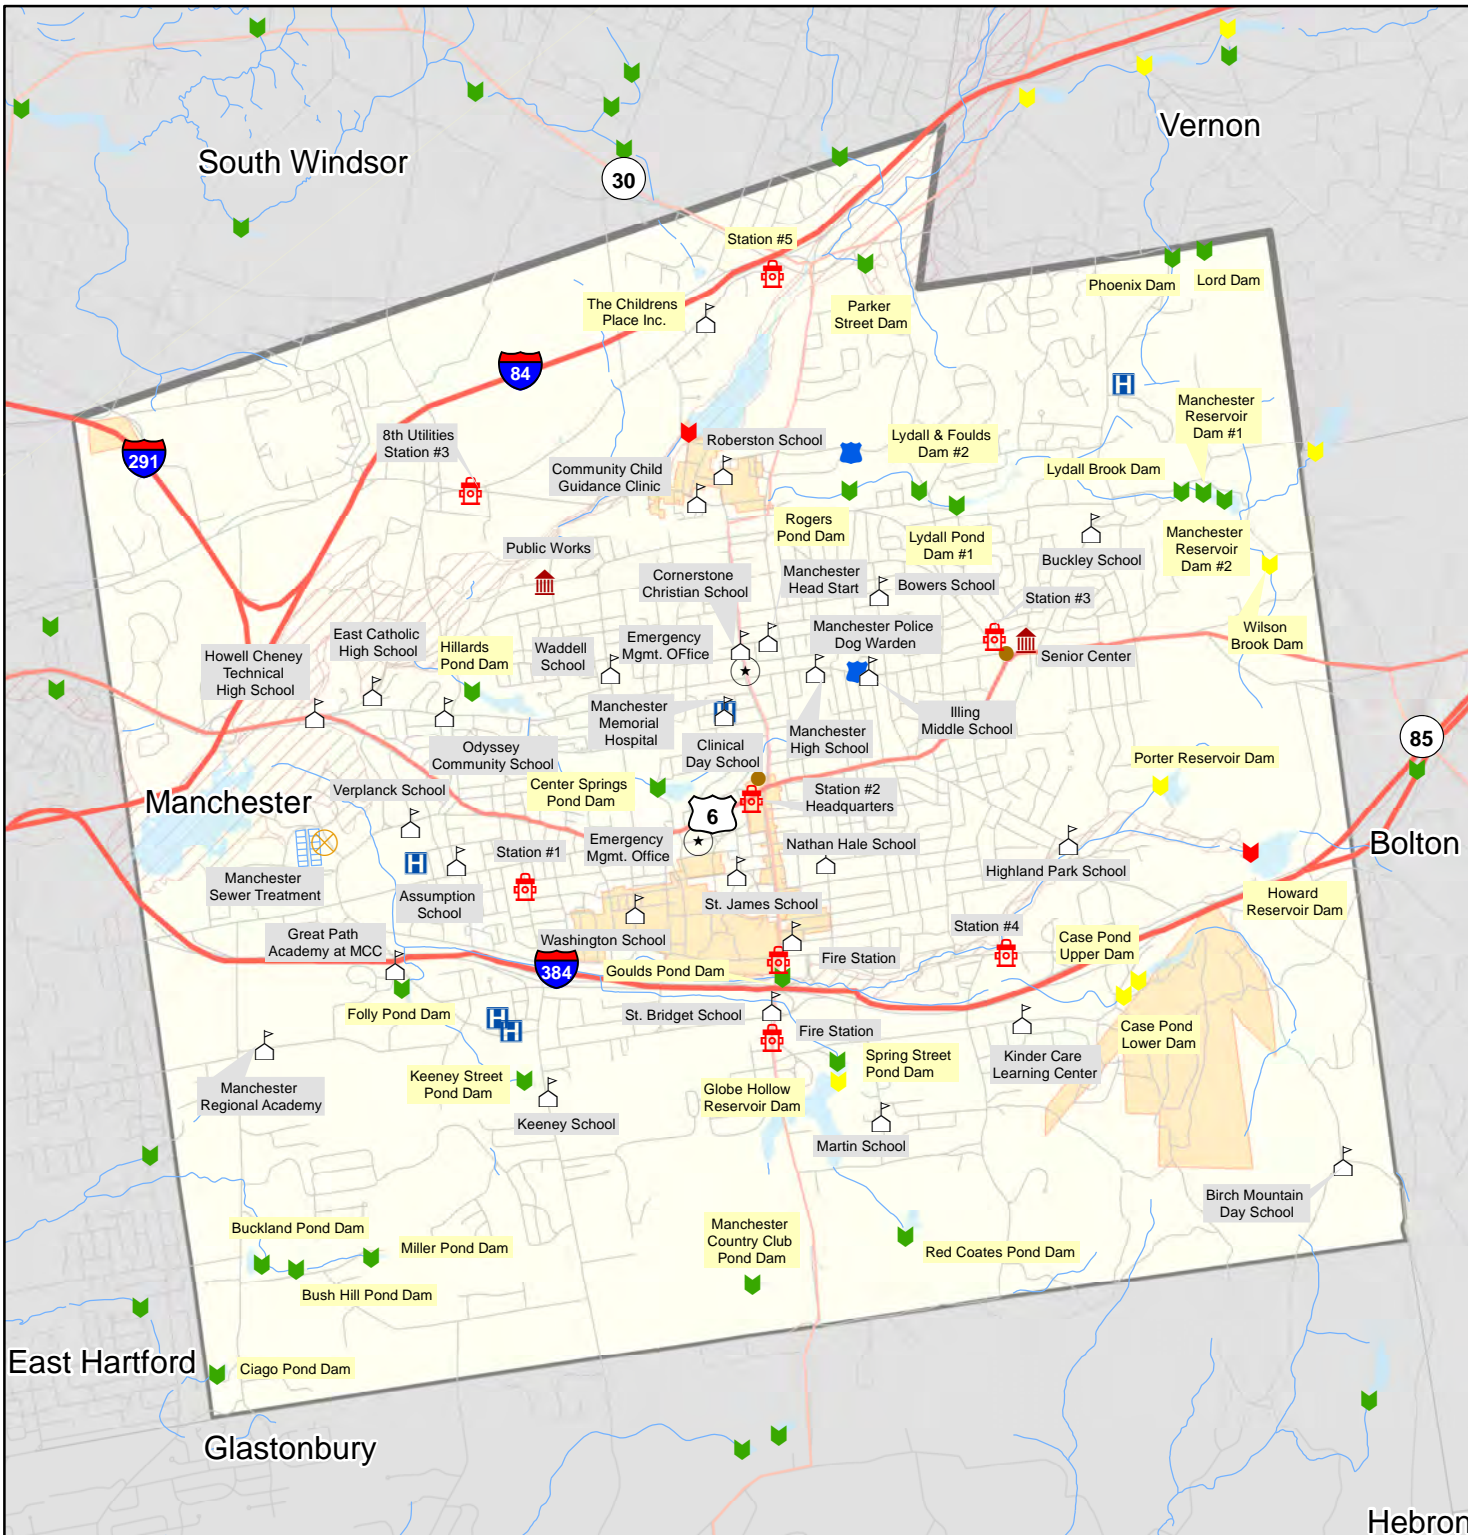 Vernon
South Windsor
30
Station #5
Phoenix Dam
Lord Dam
The Childrens
Place Inc.
Parker
Street Dam
84
Manchester
Reservoir
Dam #1
8th Utilities
Station #3
Roberston School
Lydall & Foulds
Dam #2
291
Community Child
Guidance Clinic
Lydall Brook Dam
Rogers
Pond Dam
Lydall Pond
Dam #1
Manchester
Reservoir
Dam #2
Public Works
Buckley School
Cornerstone
Christian School
Manchester
Head Start
Bowers School
Station #3
East Catholic
High School
Hillards
Pond Dam
Waddell
School
Emergency
Mgmt. OFfice
Manchester Police
Dog Warden
Wilson
Brook Dam
Howell Cheney
Technical
High School
Senior Center
Manchester
Memorial
Hospital
Illing
Middle School
Manchester
High School
Odyssey
Community School
Clinical
Day School
85
Porter Reservoir Dam
Verplanck School
Center Springs
Pond Dam
Station #2
Headquarters
Manchester
6
Emergency
Mgmt. Office
Nathan Hale School
Bolton
Station #1
Highland Park School
Manchester
Sewer Treatment
Assumption
School
St. James School
Howard
Reservoir Dam
Great Path
Academy at MCC
Washington School
Station #4
Case Pond
Upper Dam
Fire Station
384
Goulds Pond Dam
Folly Pond Dam
St. Bridget School
Fire Station
Case Pond
Lower Dam
Kinder Care
Learning Center
Spring Street
Pond Dam
Keeney Street
Pond Dam
Manchester
Regional Academy
Globe Hollow
Reservoir Dam
Keeney School
Martin School
Birch Mountain
Day School
Buckland Pond Dam
Manchester
Country Club
Pond Dam
Miller Pond Dam
Red Coates Pond Dam
Bush Hill Pond Dam
East Hartford
Ciago Pond Dam
Glastonbury
Hebron
H
H
H
H
H